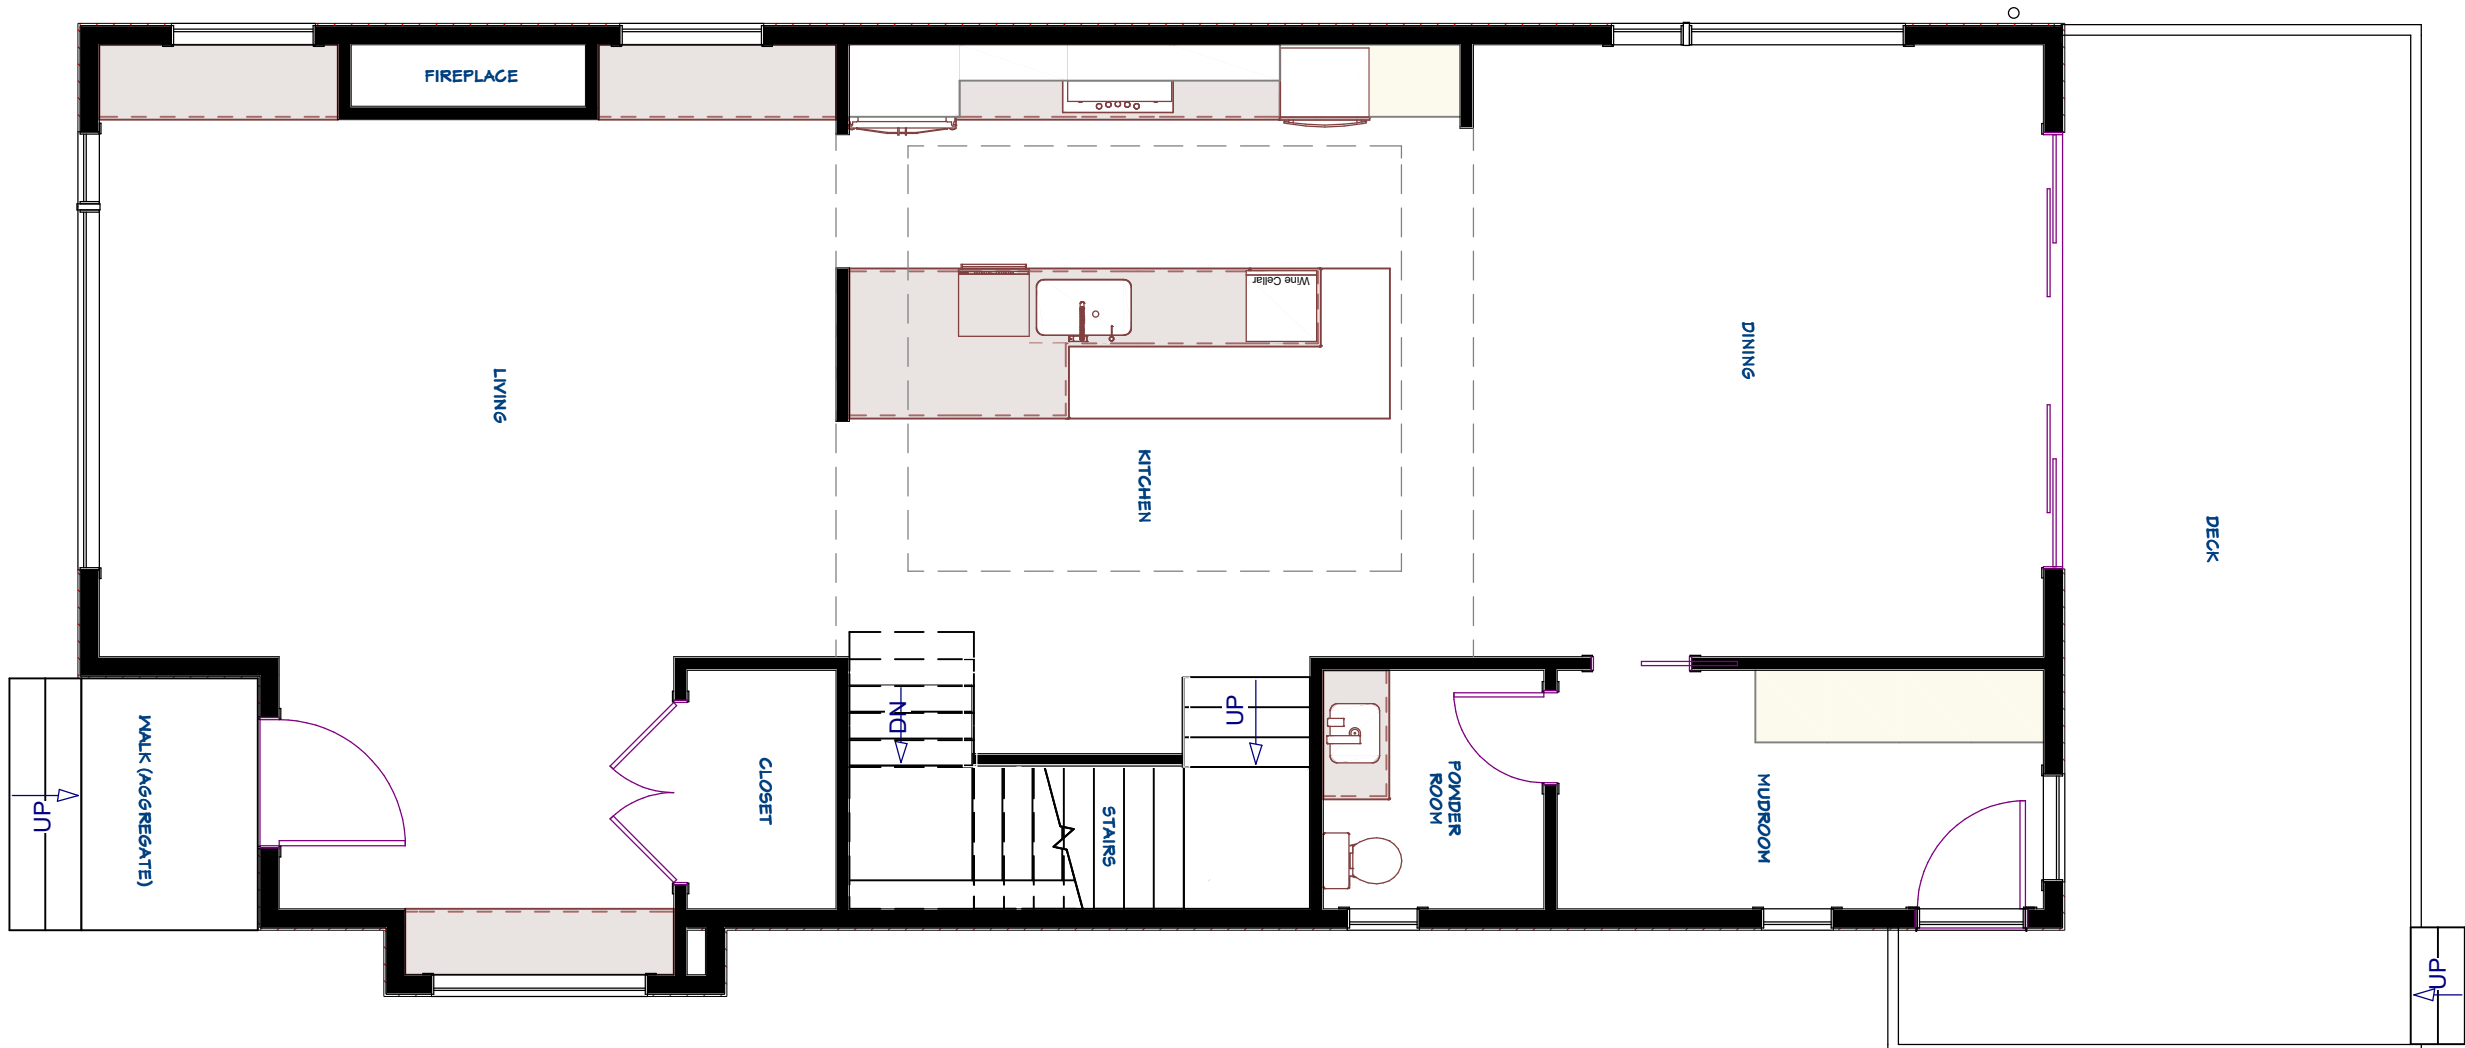 FIREPLACE
Wine Cellar
LIVING
DINING
KITCHEN
DECK
DN
UP
WALK (AGGREGATE)
UP
CLOSET
STAIRS
POWDER
ROOM
MUDROOM
UP